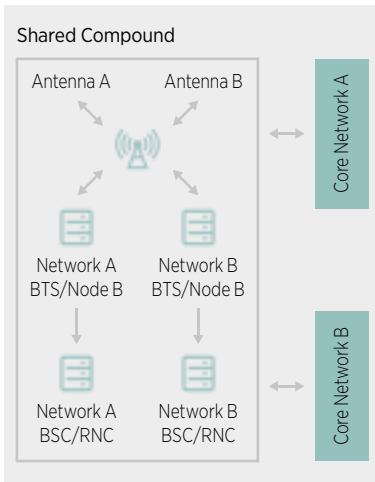 Shared Compound
Antenna A
Antenna B
Core Network A
Network A
BTS/Node B
Network B
BTS/Node B
Network A
BSC/RNC
Network B
BSC/RNC
Core Network B